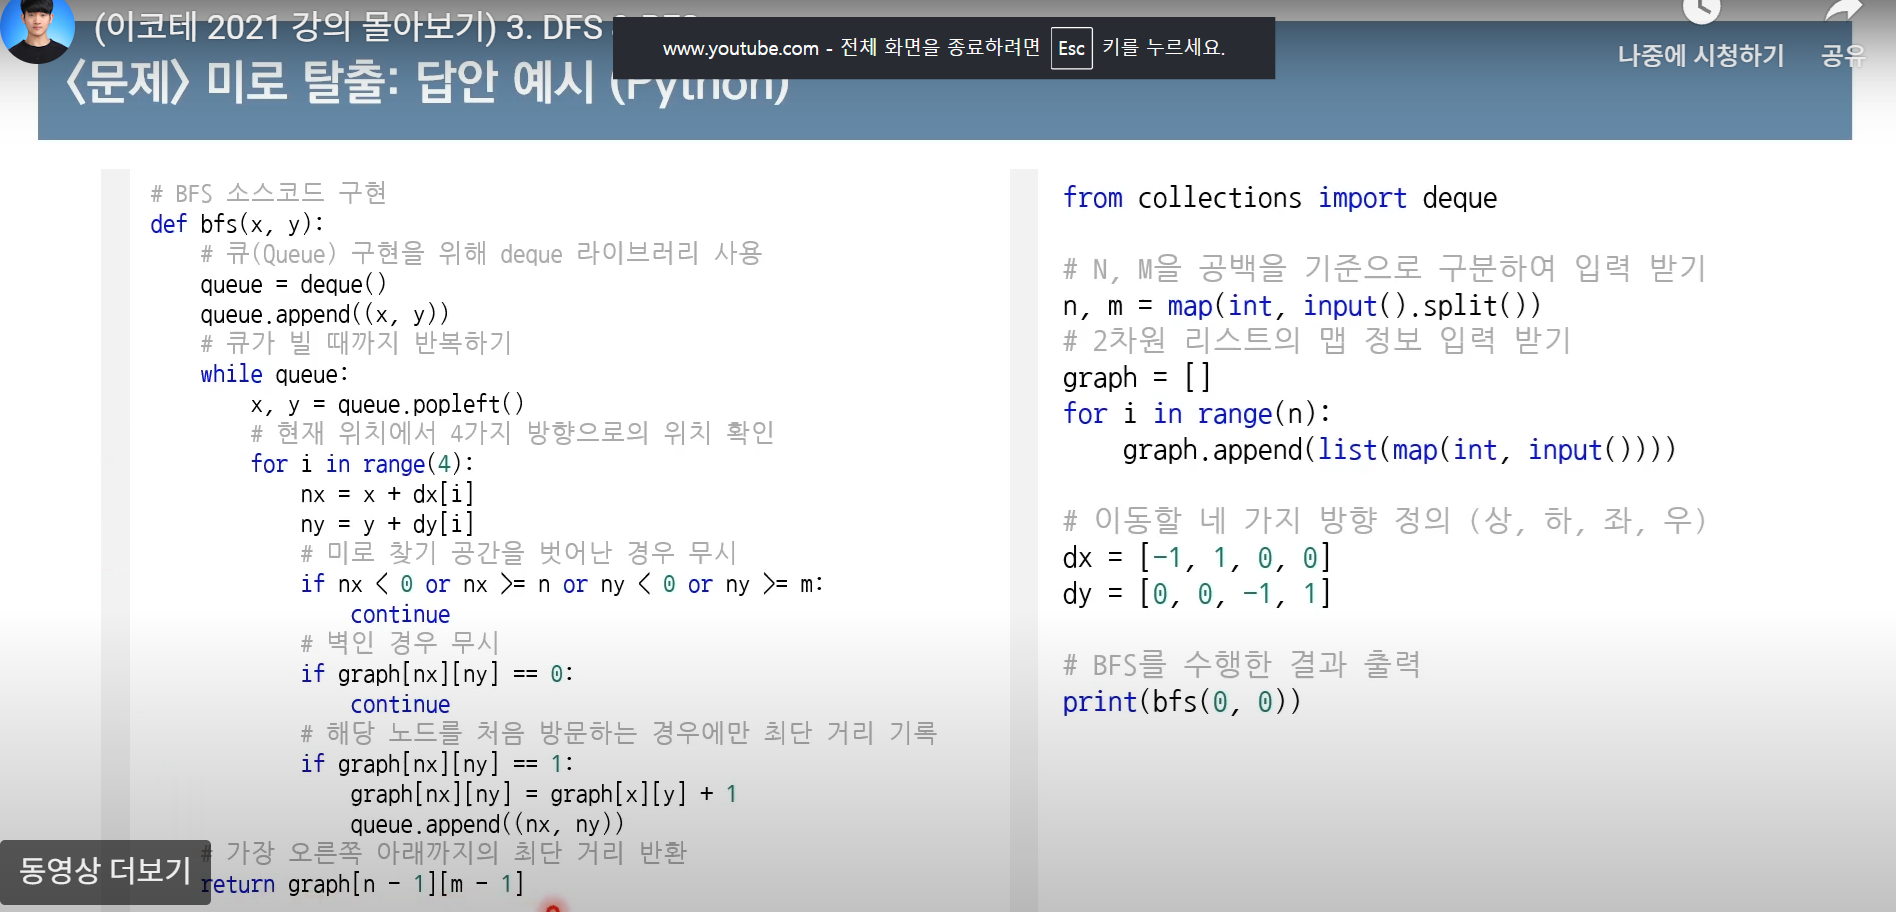 (이코테 2021 강의 몰아보기) 3. DFS
www.youtube.com - 전체 화면을 종료하려면 Esc 키를 누르세요.
나중에 시청하기
공유
<문제> 미로 탈출: 답안 예시 (Python)
# BFS 소스코드 구현
def bfs(x, y):
    # 큐(Queue) 구현을 위해 deque 라이브러리 사용
    queue = deque()
    queue.append((x, y))
    # 큐가 빌 때까지 반복하기
    while queue:
        x, y = queue.popleft()
        # 현재 위치에서 4가지 방향으로의 위치 확인
        for i in range(4):
            nx = x + dx[i]
            ny = y + dy[i]
            # 미로 찾기 공간을 벗어난 경우 무시
            if nx < 0 or nx >= n or ny < 0 or ny >= m:
                continue
            # 벽인 경우 무시
            if graph[nx][ny] == 0:
                continue
            # 해당 노드를 처음 방문하는 경우에만 최단 거리 기록
            if graph[nx][ny] == 1:
                graph[nx][ny] = graph[x][y] + 1
                queue.append((nx, ny))
    # 가장 오른쪽 아래까지의 최단 거리 반환
    return graph[n - 1][m - 1]
동영상 더보기
from collections import deque
# N, M을 공백을 기준으로 구분하여 입력 받기
n, m = map(int, input().split())
# 2차원 리스트의 맵 정보 입력 받기
graph = []
for i in range(n):
    graph.append(list(map(int, input())))
# 이동할 네 가지 방향 정의 (상, 하, 좌, 우)
dx = [-1, 1, 0, 0]
dy = [0, 0, -1, 1]
# BFS를 수행한 결과 출력
print(bfs(0, 0))